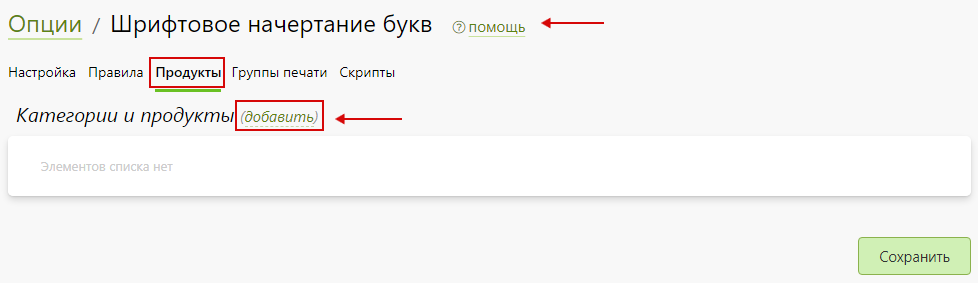 Опции / Шрифтовое начертание букв ? помощь
Настройка Правила Продукты Группы печати Скрипты
Категории и продукты (добавить)
Элементов списка нет
Сохранить